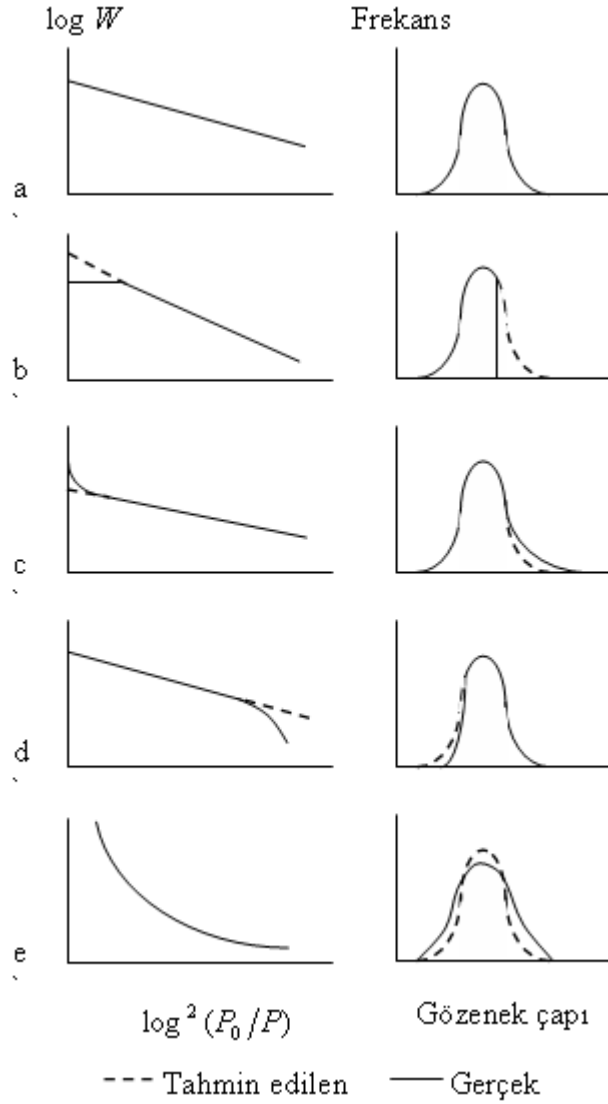 log W Frekans
a
b
c
d
e
log² (P₀/P) Gözenek çapı
--- Tahmin edilen — Gerçek